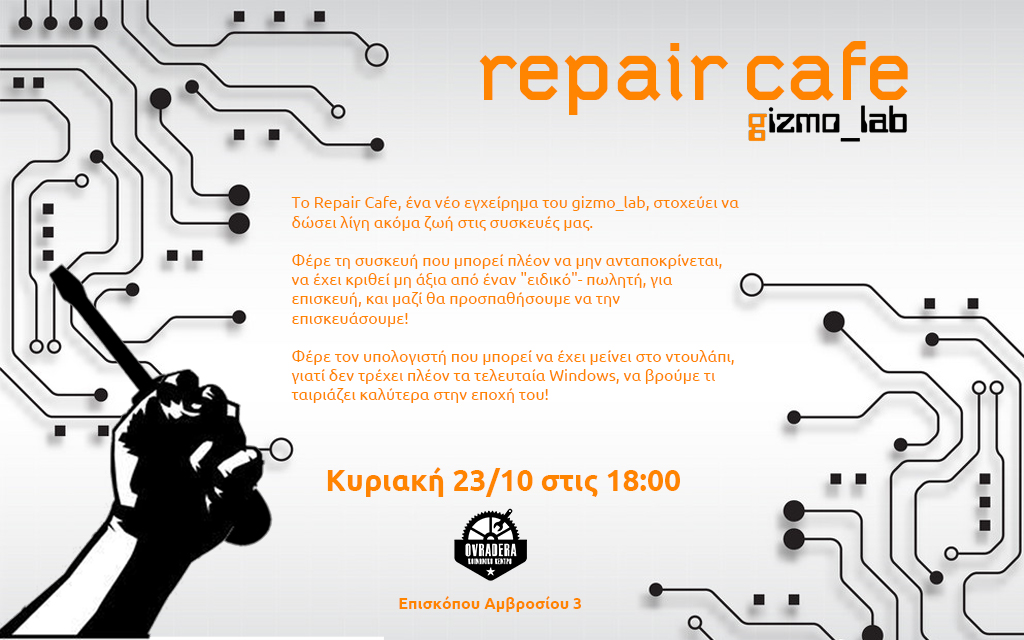 repair cafe
gizmo_lab
Το Repair Cafe, ένα νέο εγχείρημα του gizmo_lab, στοχεύει να
δώσει λίγη ακόμα ζωή στις συσκευές μας.
Φέρε τη συσκευή που μπορεί πλέον να μην ανταποκρίνεται,
να έχει κριθεί μη άξια από έναν "ειδικό"- πωλητή, για
επισκευή, και μαζί θα προσπαθήσουμε να την
επισκευάσουμε!
Φέρε τον υπολογιστή που μπορεί να έχει μείνει στο ντουλάπι,
γιατί δεν τρέχει πλέον τα τελευταία Windows, να βρούμε τι
ταιριάζει καλύτερα στην εποχή του!
Κυριακή 23/10 στις 18:00
OVRADERA
ΚΟΙΝΩΝΙΚΟ ΚΕΝΤΡΟ
Επισκόπου Αμβροσίου 3